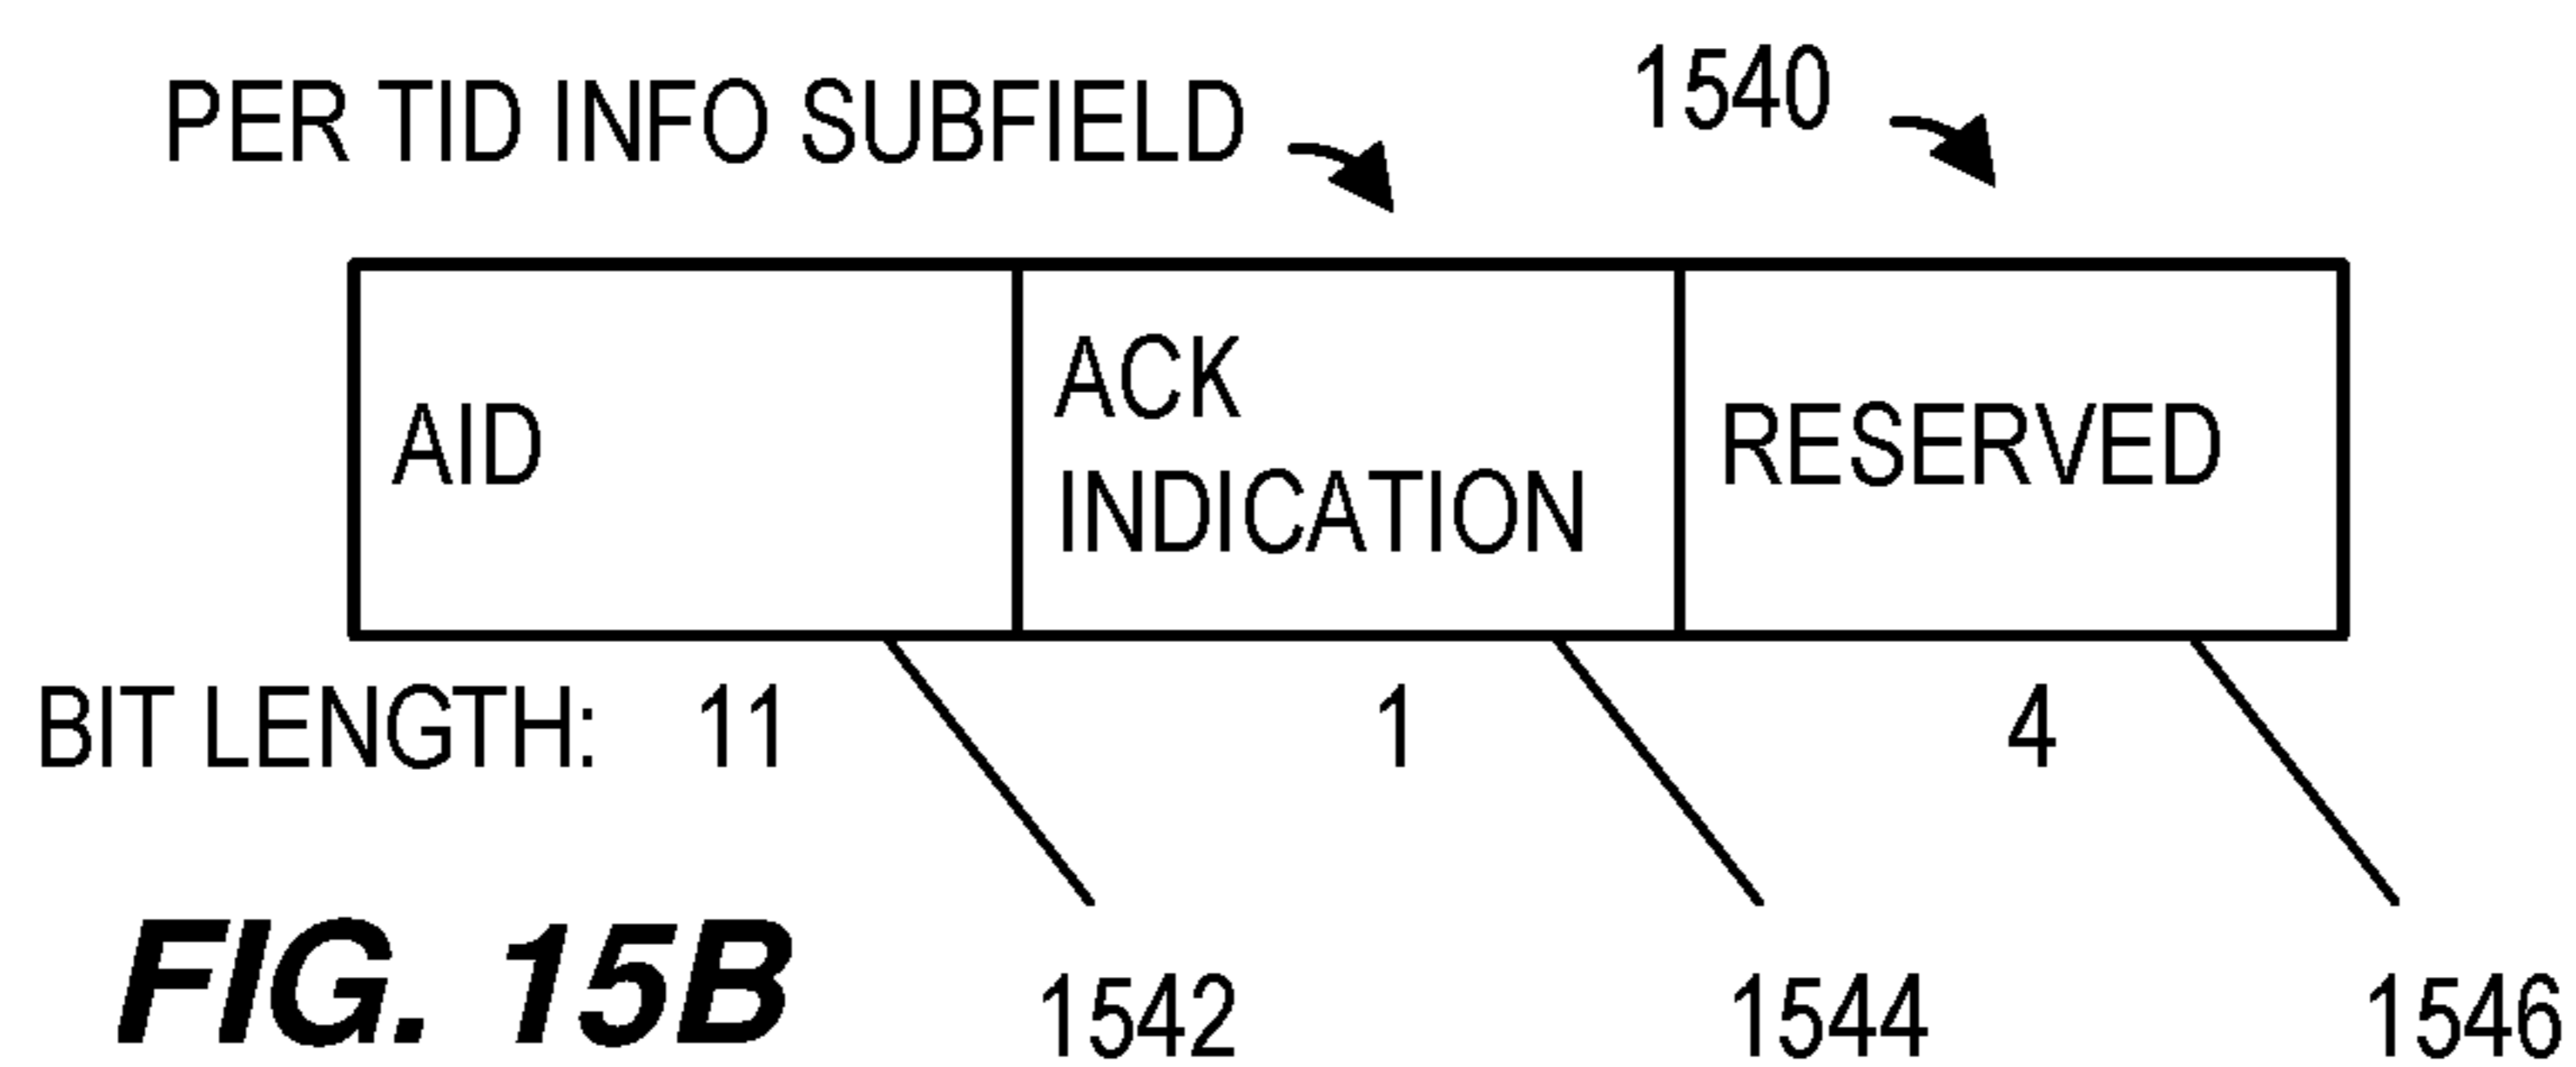 PER TID INFO SUBFIELD 1540
AID
ACK
INDICATION
RESERVED
BIT LENGTH: 11 1 4
FIG. 15B
1542 1544 1546